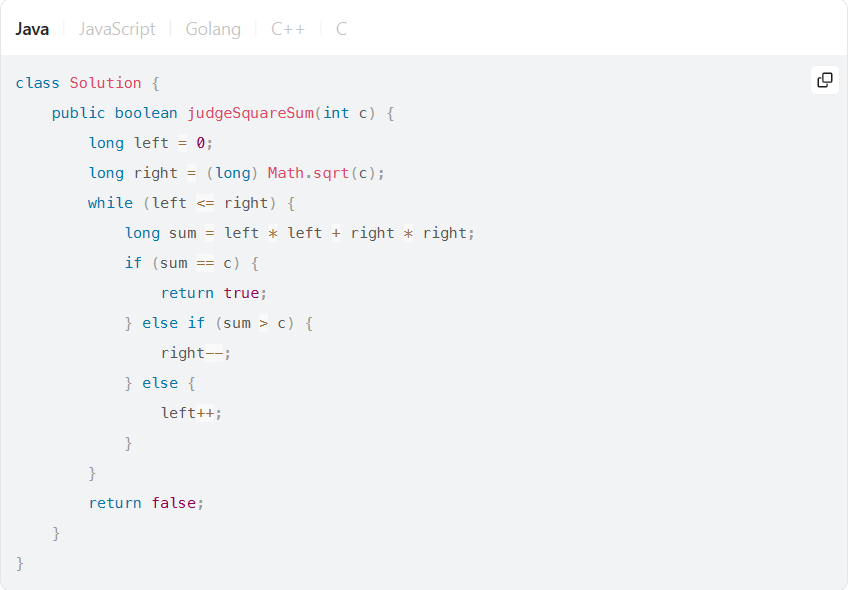 Java JavaScript Golang C++ C
class Solution {
    public boolean judgeSquareSum(int c) {
        long left = 0;
        long right = (long) Math.sqrt(c);
        while (left <= right) {
            long sum = left * left + right * right;
            if (sum == c) {
                return true;
            } else if (sum > c) {
                right--;
            } else {
                left++;
            }
        }
        return false;
    }
}